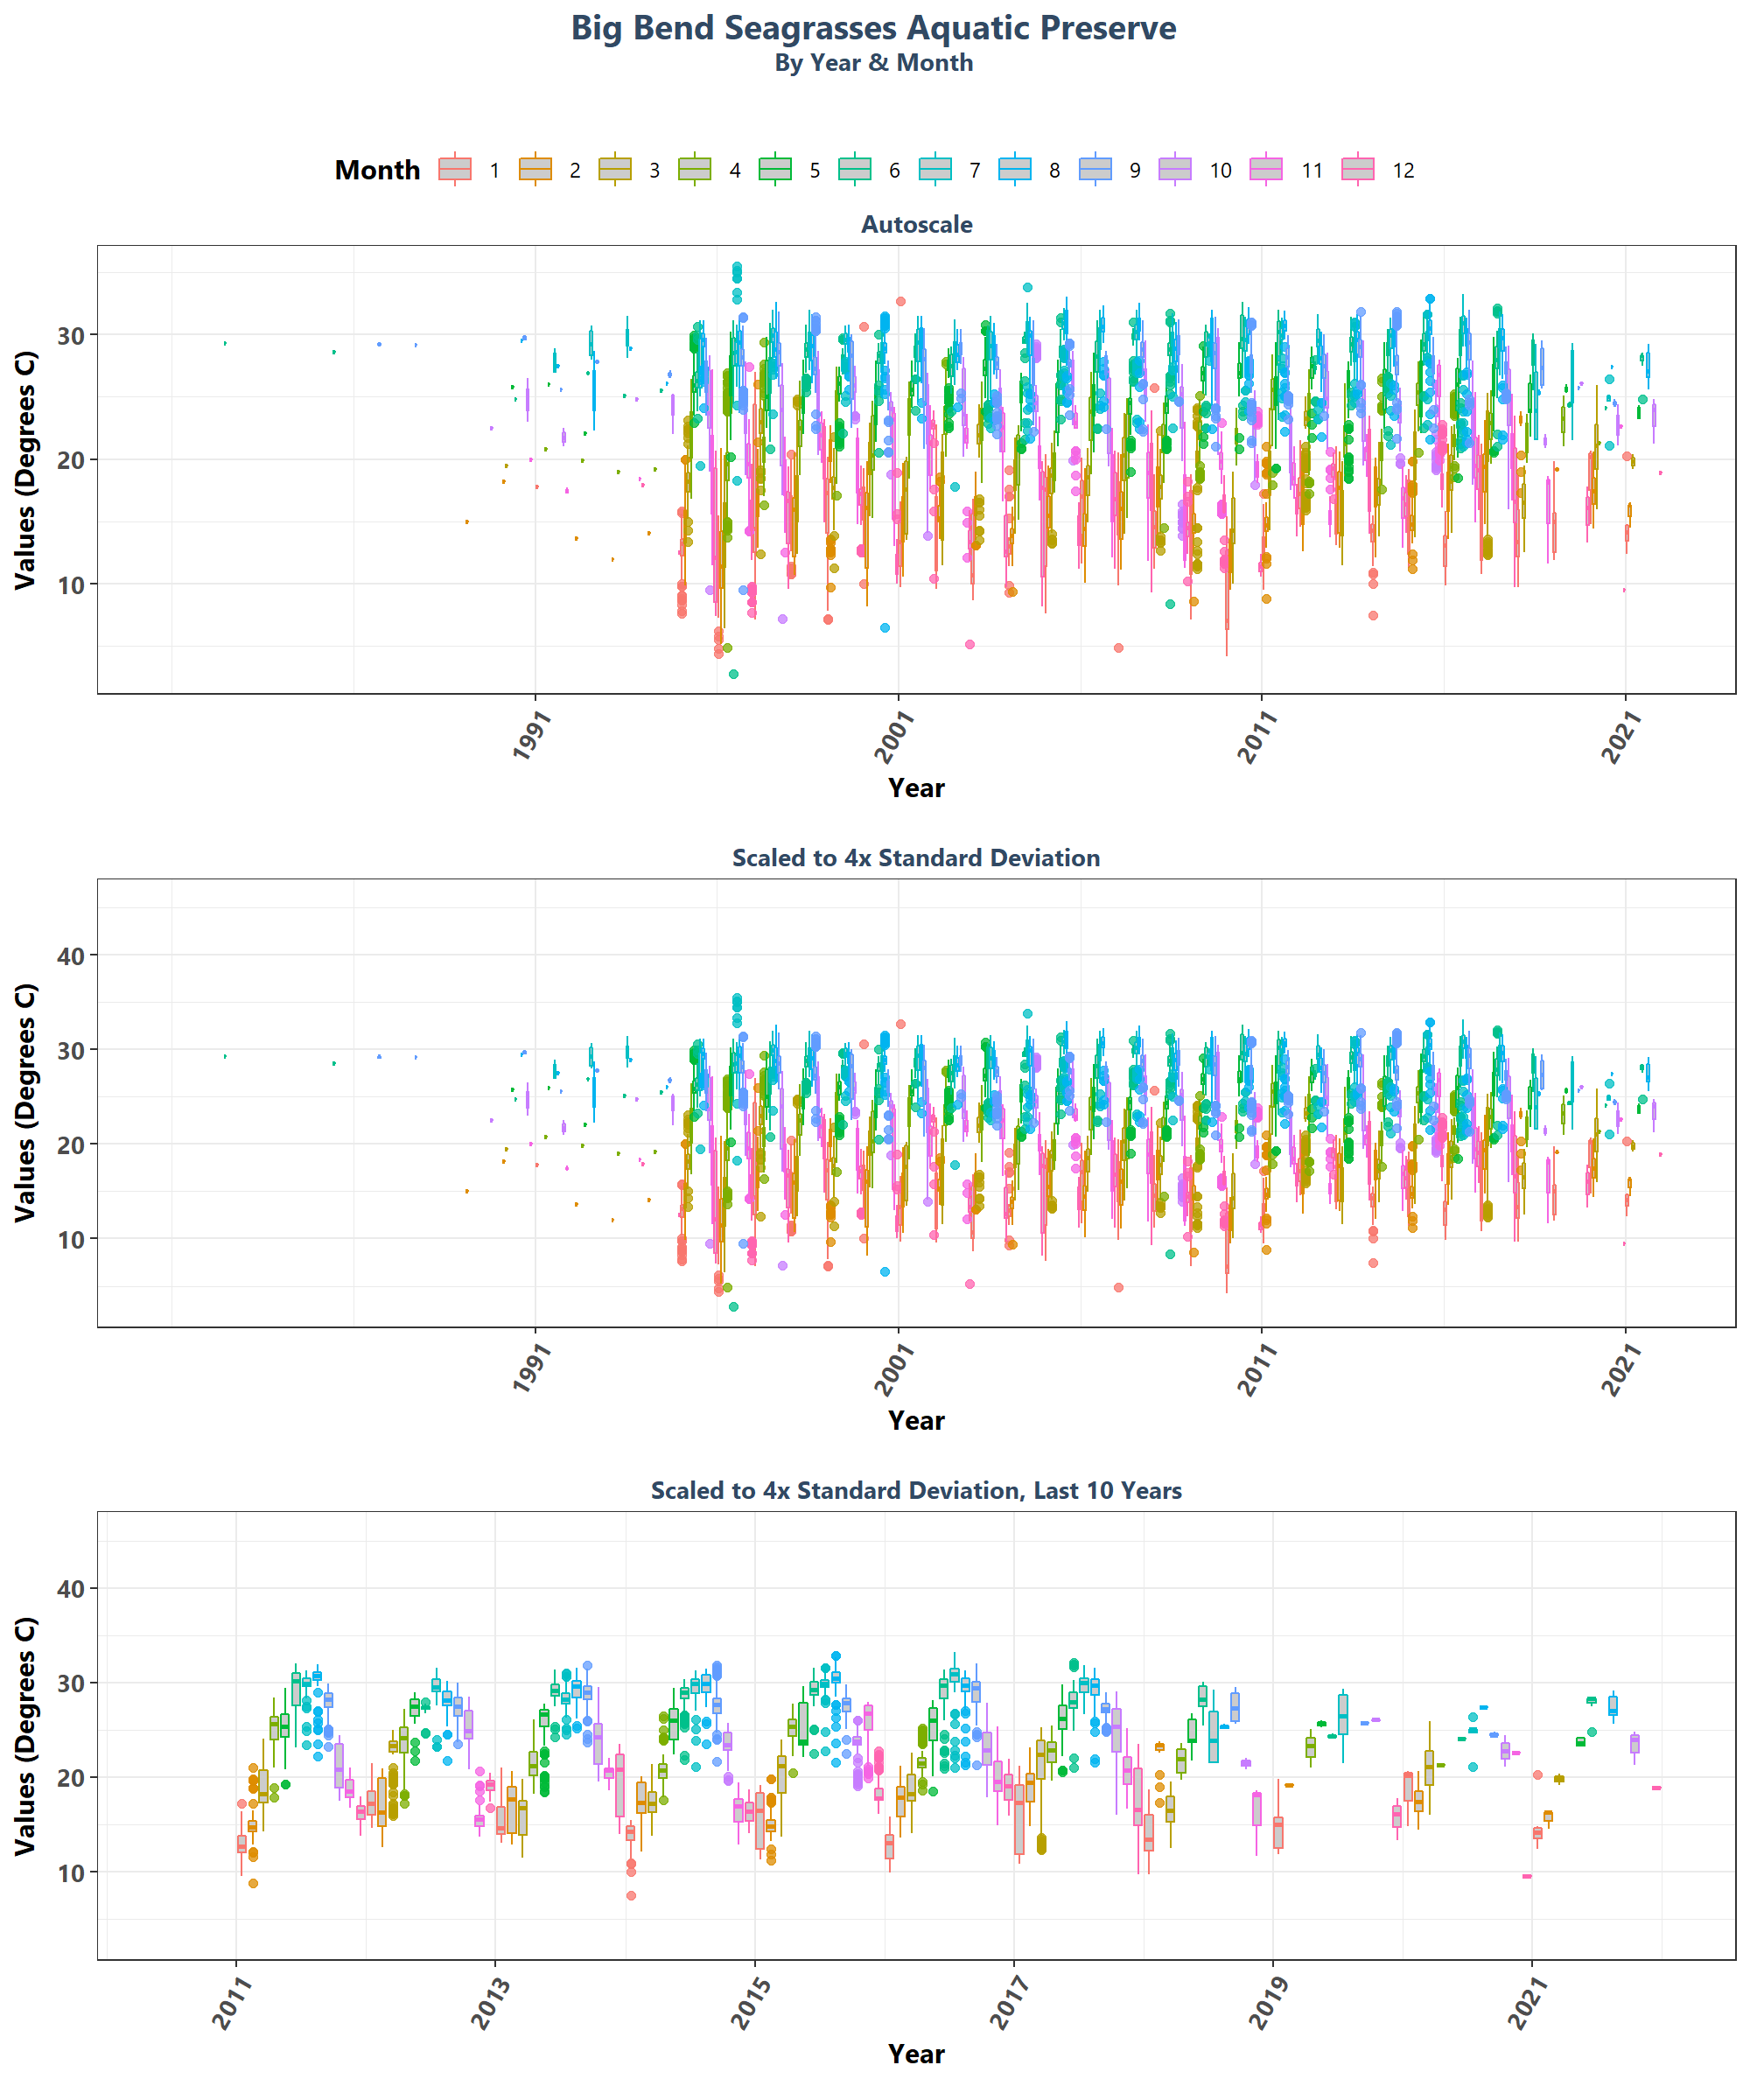 Big Bend Seagrasses Aquatic Preserve
By Year & Month
Month 1 2 3 4 5 6 7 8 9 10 11 12
Autoscale
Values (Degrees C)
30
20
10
1991 2001 2011 2021
Year
Scaled to 4x Standard Deviation
Values (Degrees C)
40
30
20
10
1991 2001 2011 2021
Year
Scaled to 4x Standard Deviation, Last 10 Years
Values (Degrees C)
40
30
20
10
2011 2013 2015 2017 2019 2021
Year